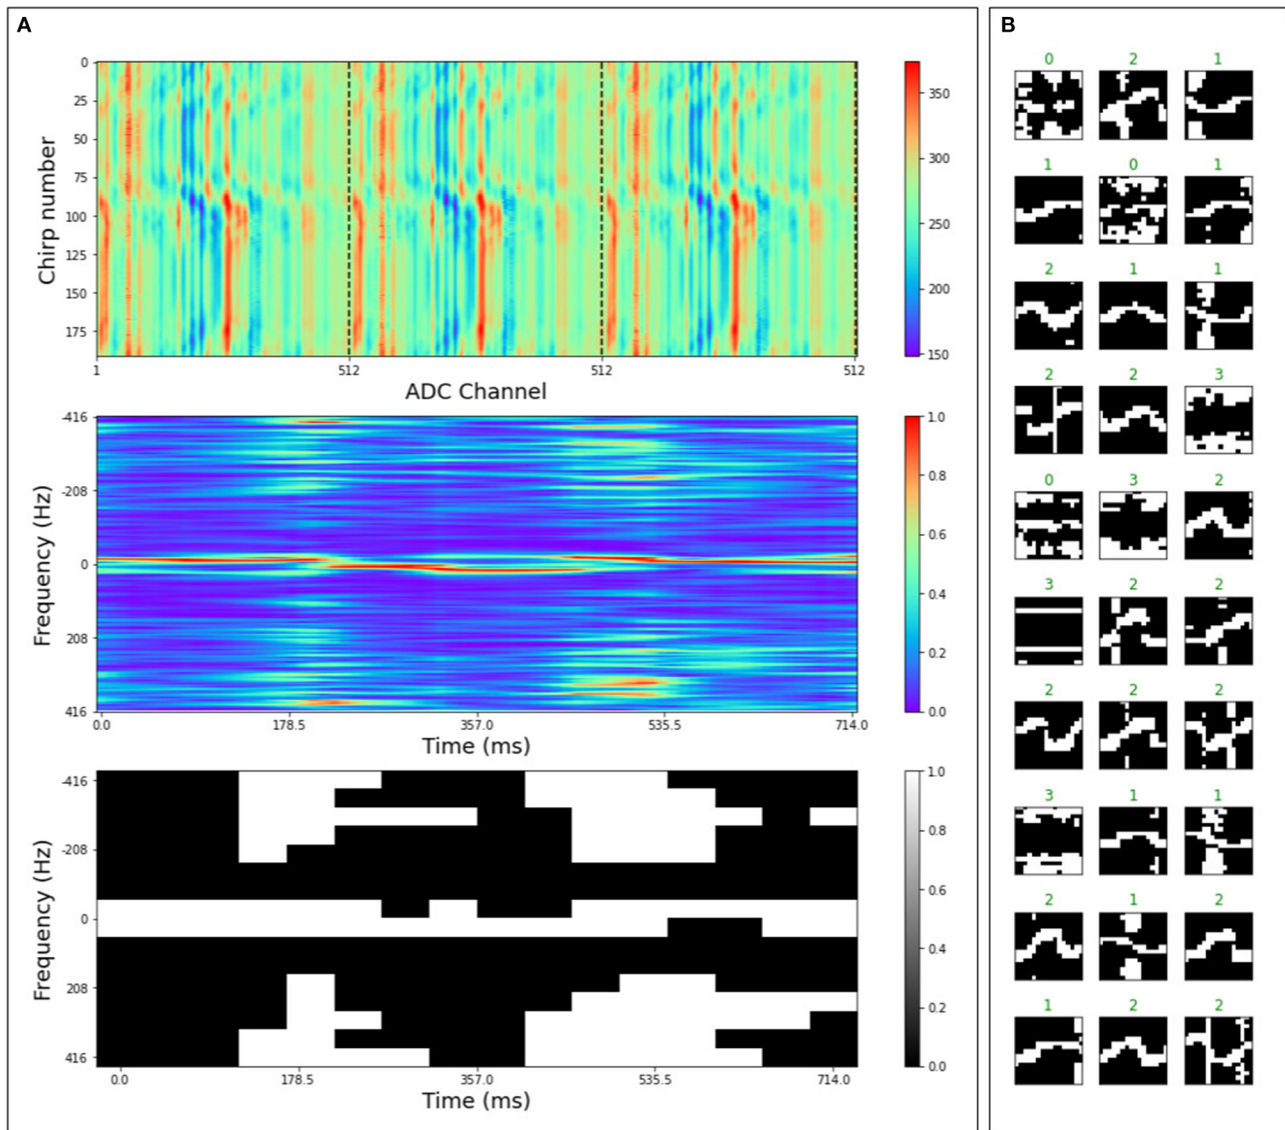 A
0
25
50
75
100
125
150
175
Chirp number
1 512 512 512
ADC Channel
350
300
250
200
150
-416
-208
0
208
416
Frequency (Hz)
0.0 178.5 357.0 535.5 714.0
Time (ms)
1.0
0.8
0.6
0.4
0.2
0.0
-416
-208
0
208
416
Frequency (Hz)
0.0 178.5 357.0 535.5 714.0
Time (ms)
1.0
0.8
0.6
0.4
0.2
0.0
B
0 2 1
1 0 1
2 1 1
2 2 3
0 3 2
3 2 2
2 2 2
3 1 1
2 1 2
1 2 2